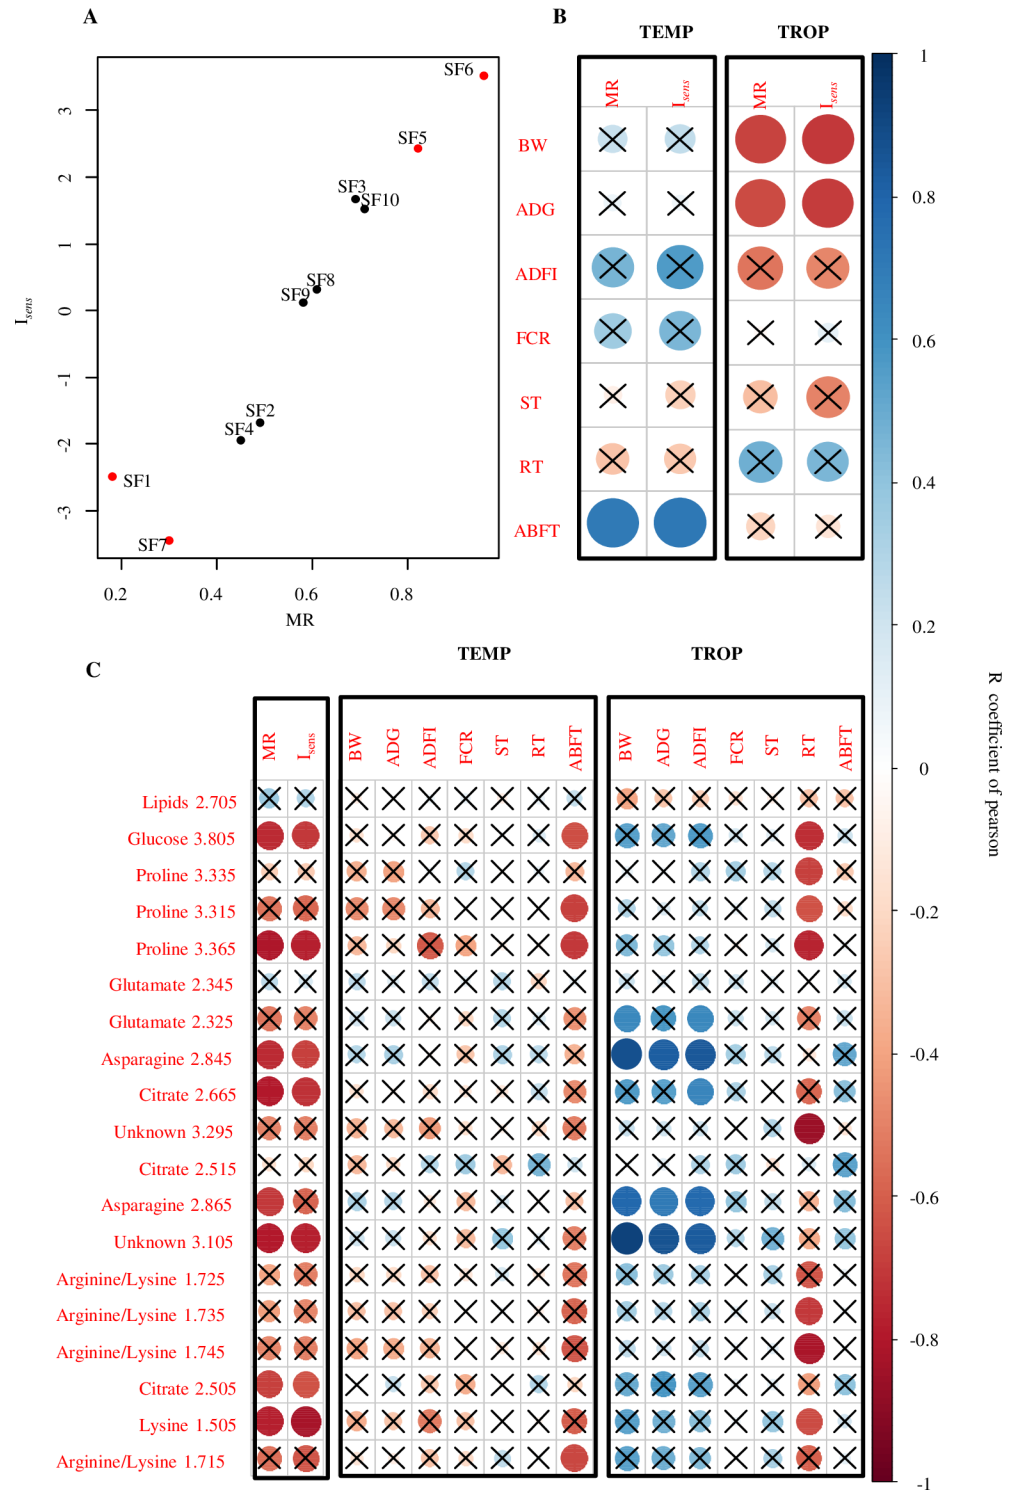 A
B
TEMP TROP
MR I sens MR I sens
1
0.8
0.6
0.4
0.2
0
-0.2
-0.4
-0.6
-0.8
-1
R coefficient of pearson
BW
ADG
ADFI
FCR
ST
RT
ABFT
SF6
SF5
SF3
SF10
SF8
SF9
SF2
SF4
SF1
SF7
3
2
1
0
-1
-2
-3
I sens
0.2 0.4 0.6 0.8
MR
C
TEMP TROP
MR I sens BW ADG ADFI FCR ST RT ABFT BW ADG ADFI FCR ST RT ABFT
Lipids 2.705
Glucose 3.805
Proline 3.335
Proline 3.315
Proline 3.365
Glutamate 2.345
Glutamate 2.325
Asparagine 2.845
Citrate 2.665
Unknown 3.295
Citrate 2.515
Asparagine 2.865
Unknown 3.105
Arginine/Lysine 1.725
Arginine/Lysine 1.735
Arginine/Lysine 1.745
Citrate 2.505
Lysine 1.505
Arginine/Lysine 1.715